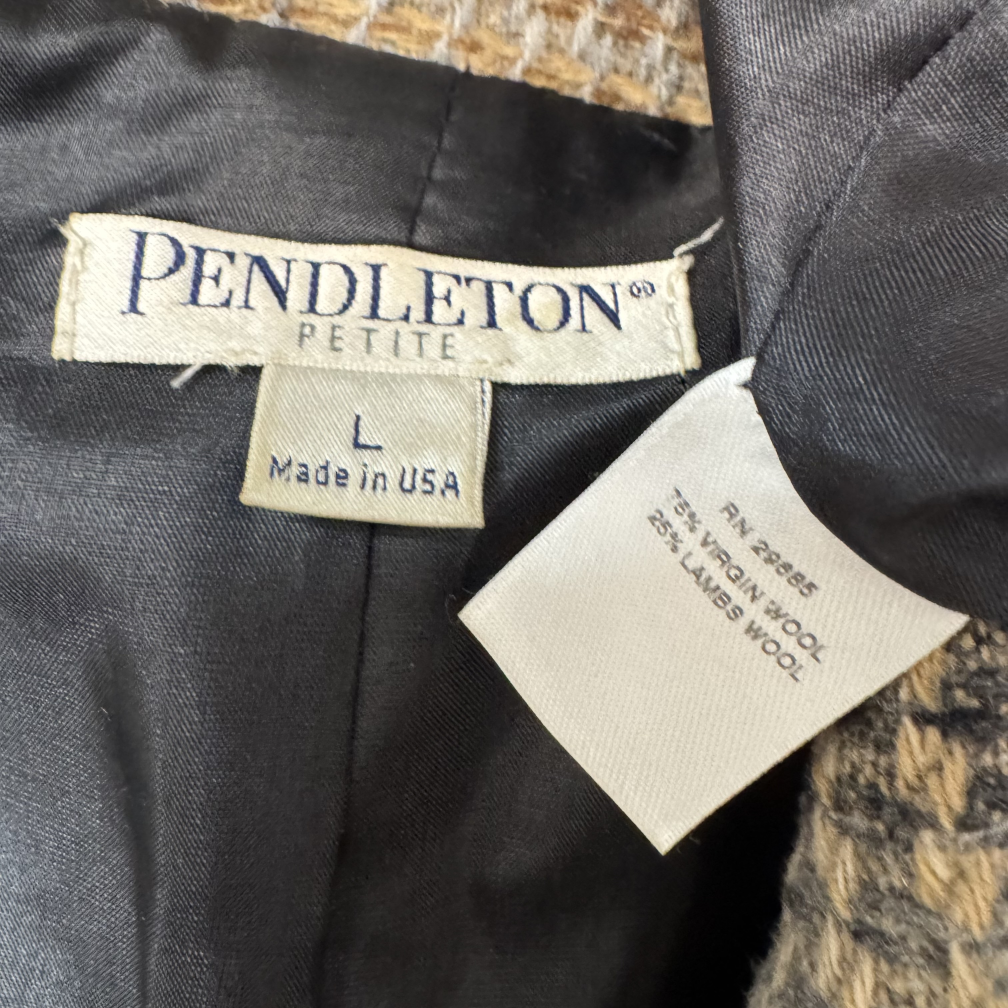 PENDLETON®
PETITE
L
Made in USA
RN 29685
75% VIRGIN WOOL
25% LAMBS WOOL